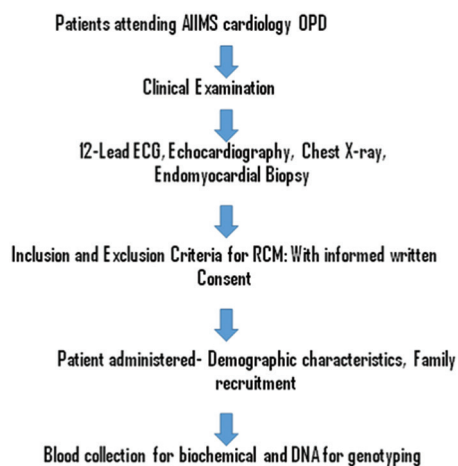 Patients attending AIIMS cardiology OPD
Clinical Examination
12-Lead ECG, Echocardiography, Chest X-ray,
Endomyocardial Biopsy
Inclusion and Exclusion Criteria for RCM: With informed written
Consent
Patient administered- Demographic characteristics, Family
recruitment
Blood collection for biochemical and DNA for genotyping